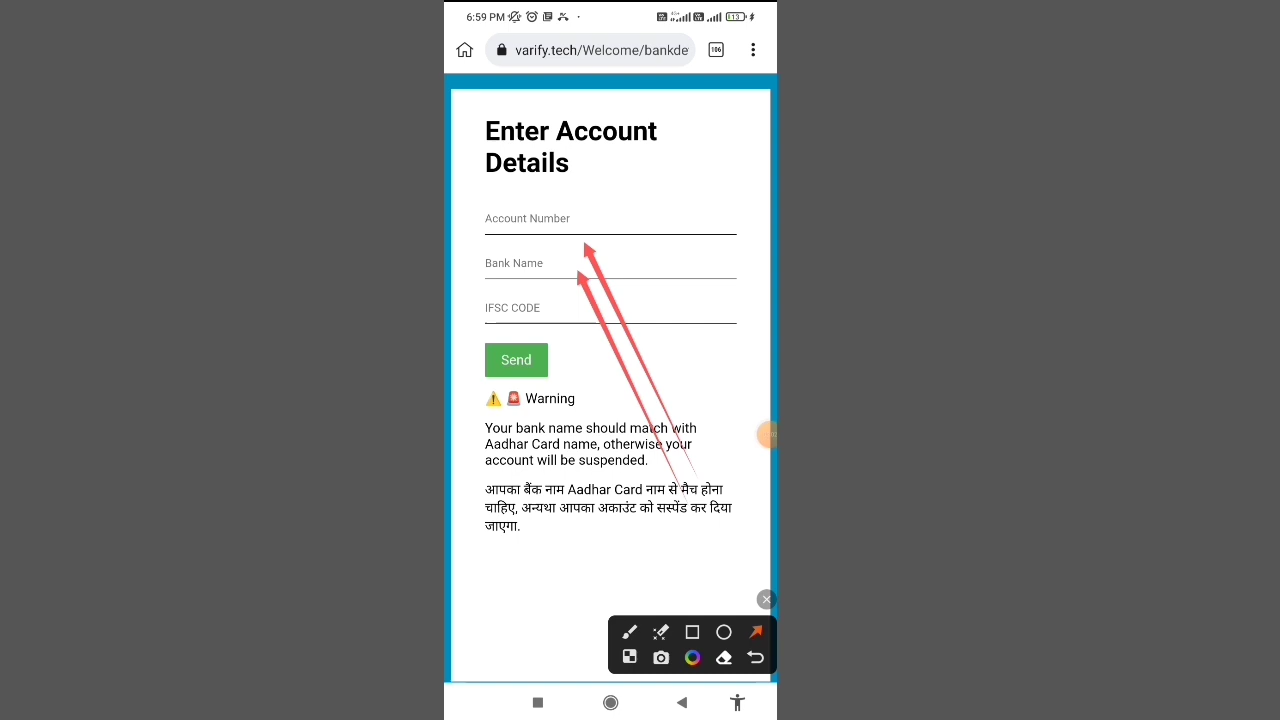 6:59 PM
varify.tech/Welcome/bankde
106
Enter Account
Details
Account Number
Bank Name
IFSC CODE
Send
⚠️ 🚨 Warning
Your bank name should match with
Aadhar Card name, otherwise your
account will be suspended.
आपका बैंक नाम Aadhar Card नाम से मैच होना
चाहिए, अन्यथा आपका अकाउंट को सस्पेंड कर दिया
जाएगा.